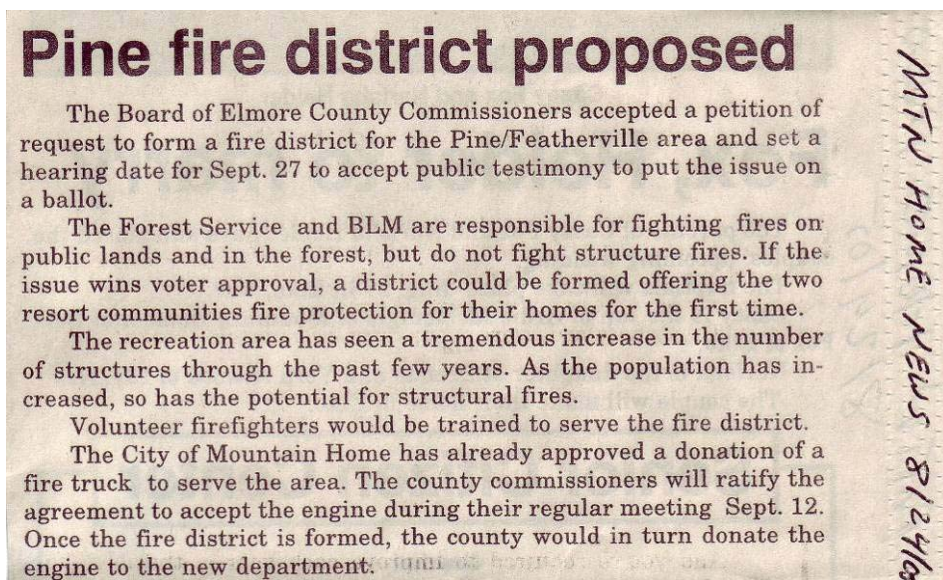 Pine fire district proposed
The Board of Elmore County Commissioners accepted a petition of
request to form a fire district for the Pine/Featherville area and set a
hearing date for Sept. 27 to accept public testimony to put the issue on
a ballot.
The Forest Service and BLM are responsible for fighting fires on
public lands and in the forest, but do not fight structure fires. If the
issue wins voter approval, a district could be formed offering the two
resort communities fire protection for their homes for the first time.
The recreation area has seen a tremendous increase in the number
of structures through the past few years. As the population has in-
creased, so has the potential for structural fires.
Volunteer firefighters would be trained to serve the fire district.
The City of Mountain Home has already approved a donation of a
fire truck to serve the area. The county commissioners will ratify the
agreement to accept the engine during their regular meeting Sept. 12.
Once the fire district is formed, the county would in turn donate the
engine to the new department.
MTN HOME NEWS